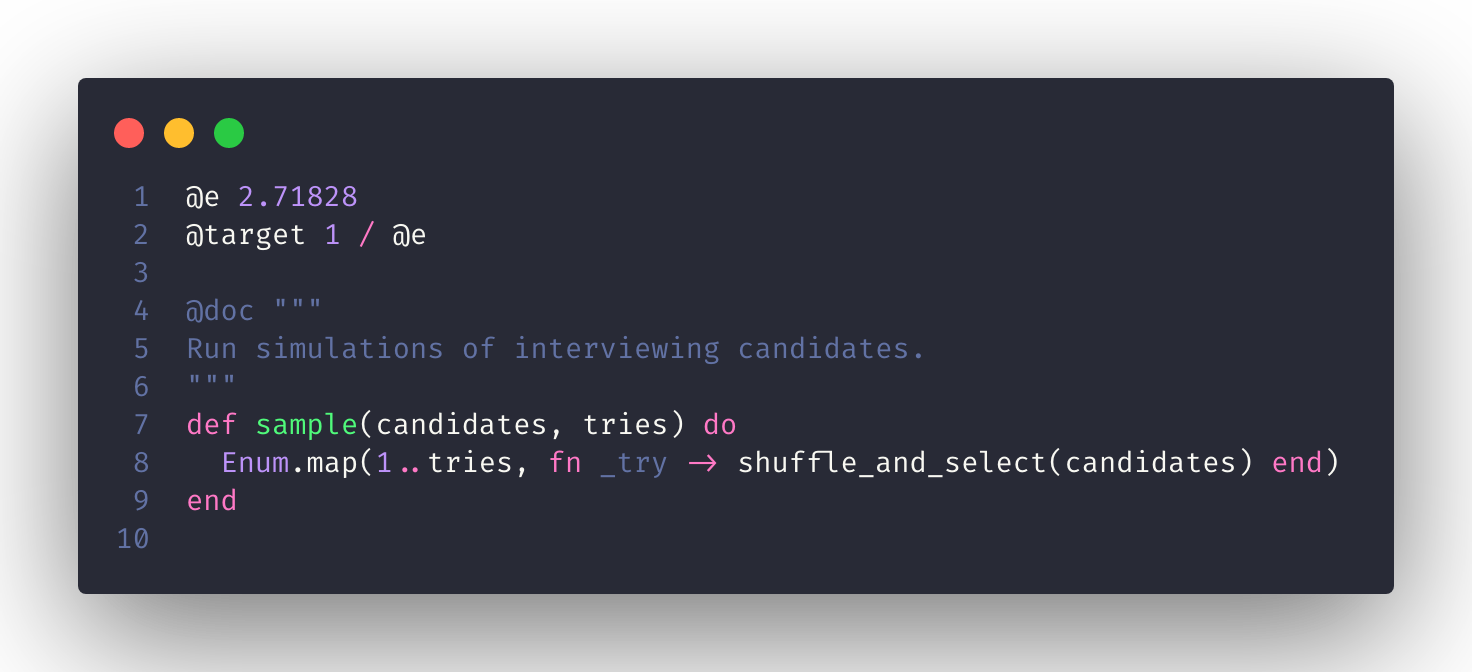 1 @e 2.71828
2 @target 1 / @e
3
4 @doc """
5 Run simulations of interviewing candidates.
6 """
7 def sample(candidates, tries) do
8   Enum.map(1..tries, fn _try -> shuffle_and_select(candidates) end)
9 end
10